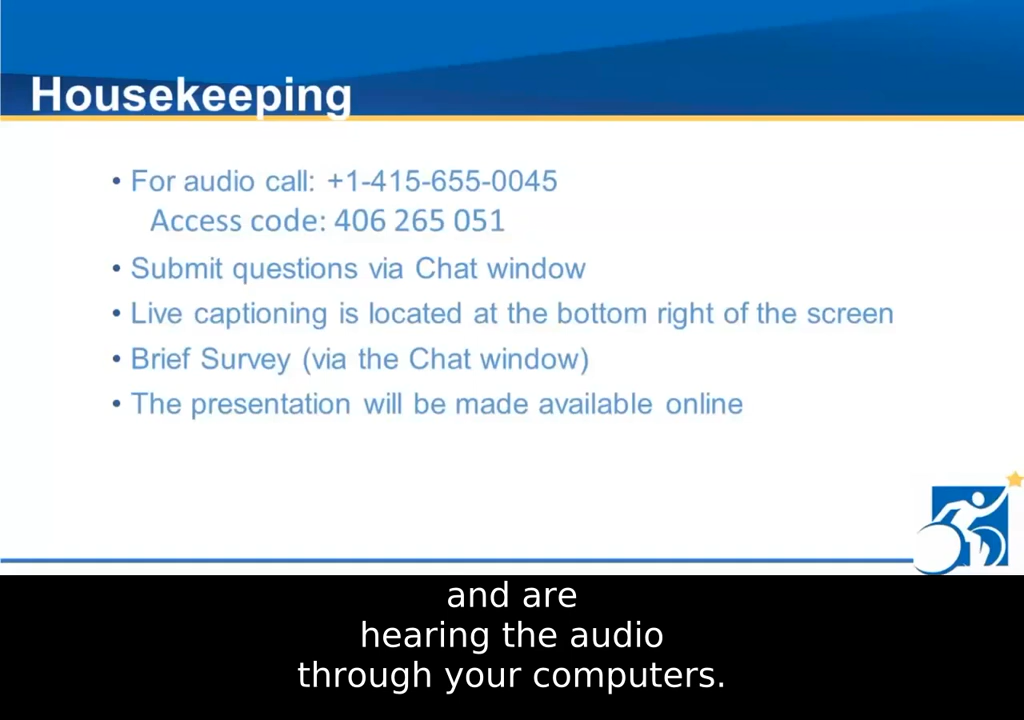 Housekeeping
• For audio call: +1-415-655-0045
Access code: 406 265 051
• Submit questions via Chat window
• Live captioning is located at the bottom right of the screen
• Brief Survey (via the Chat window)
• The presentation will be made available online
and are
hearing the audio
through your computers.